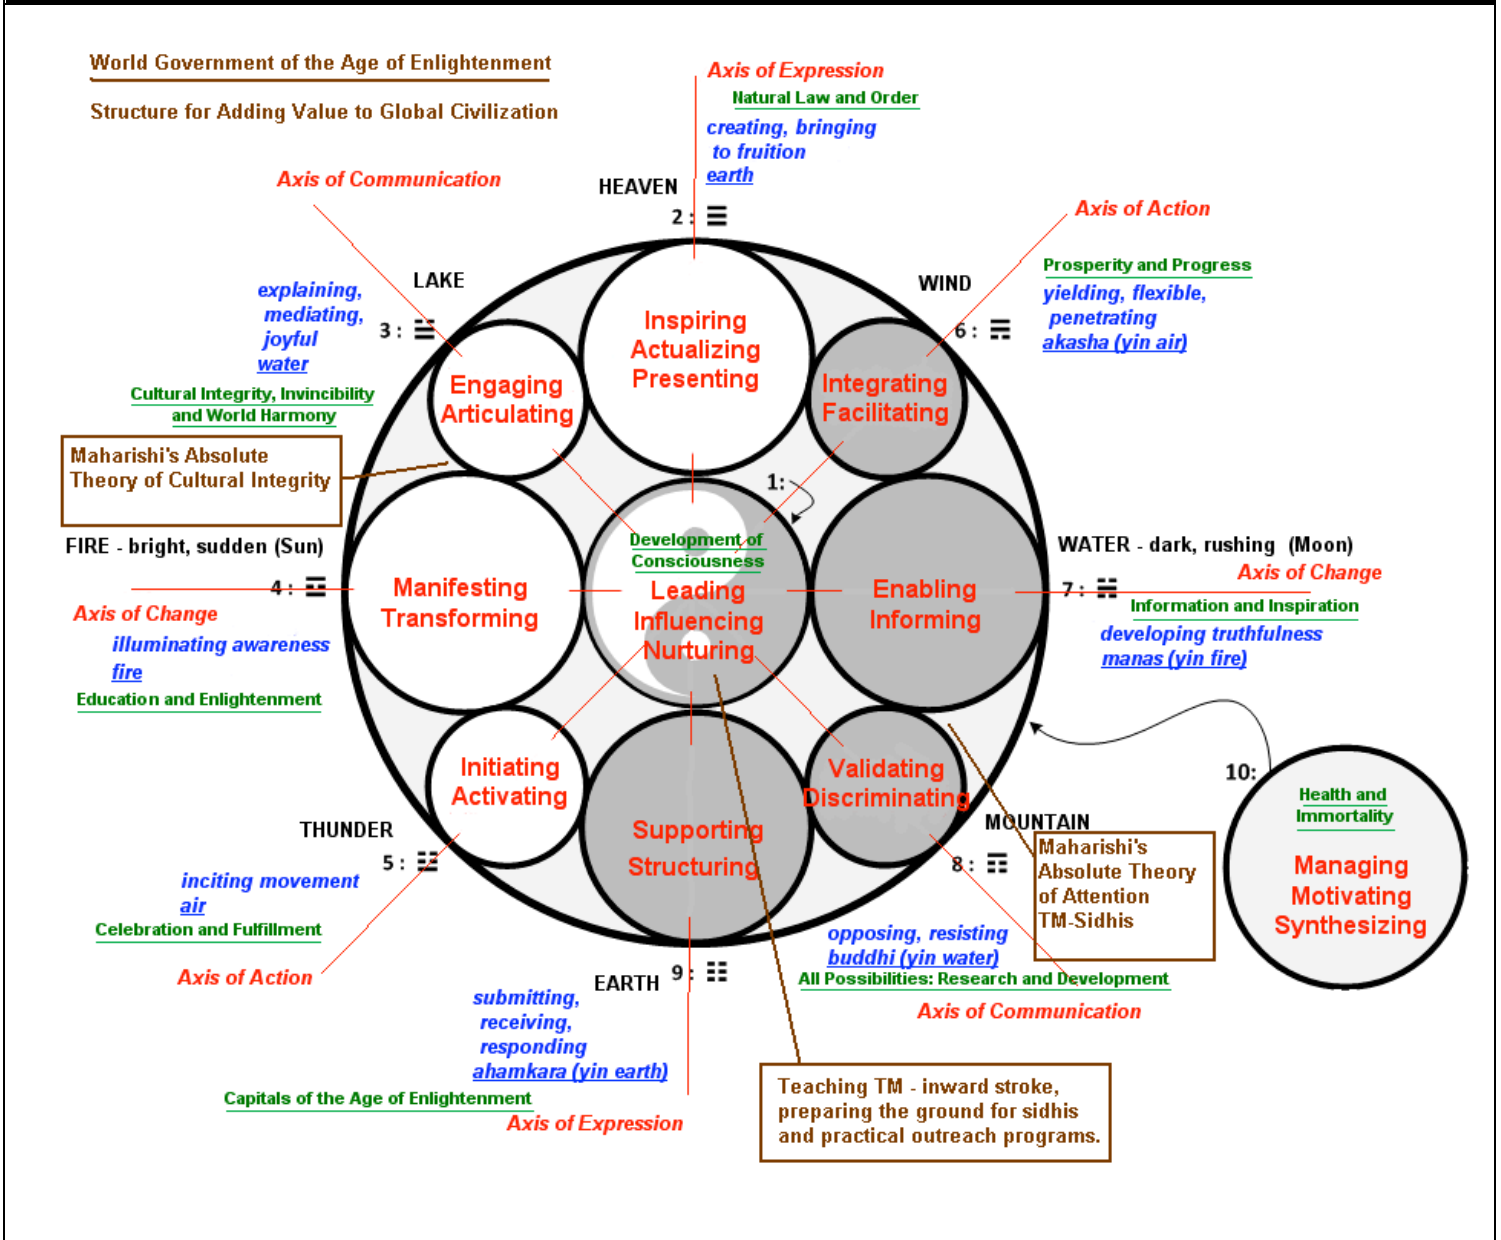 World Government of the Age of Enlightenment
Structure for Adding Value to Global Civilization
Axis of Expression
Natural Law and Order
creating, bringing
to fruition
earth
HEAVEN
2 : ☰
Axis of Communication
LAKE
explaining,
mediating,
joyful
water
3 : ☱
Cultural Integrity, Invincibility
and World Harmony
Maharishi's Absolute
Theory of Cultural Integrity
Axis of Action
WIND
Prosperity and Progress
yielding, flexible,
penetrating
akasha (yin air)
6 : ☴
Inspiring
Actualizing
Presenting
Engaging
Articulating
Integrating
Facilitating
1:
FIRE - bright, sudden (Sun)
4 : ☲
Axis of Change
illuminating awareness
fire
Education and Enlightenment
Manifesting
Transforming
Development of
Consciousness
Leading
Influencing
Nurturing
Enabling
Informing
WATER - dark, rushing (Moon)
Axis of Change
7 : ☵
Information and Inspiration
developing truthfulness
manas (yin fire)
Initiating
Activating
Supporting
Structuring
Validating
Discriminating
THUNDER
5 : ☳
inciting movement
air
Celebration and Fulfillment
Axis of Action
MOUNTAIN
8 : ☶
Maharishi's
Absolute Theory
of Attention
TM-Sidhis
opposing, resisting
buddhi (yin water)
All Possibilities: Research and Development
Axis of Communication
10:
Health and
Immortality
Managing
Motivating
Synthesizing
EARTH
9 : ☷
submitting,
receiving,
responding
ahamkara (yin earth)
Capitals of the Age of Enlightenment
Axis of Expression
Teaching TM - inward stroke,
preparing the ground for sidhis
and practical outreach programs.